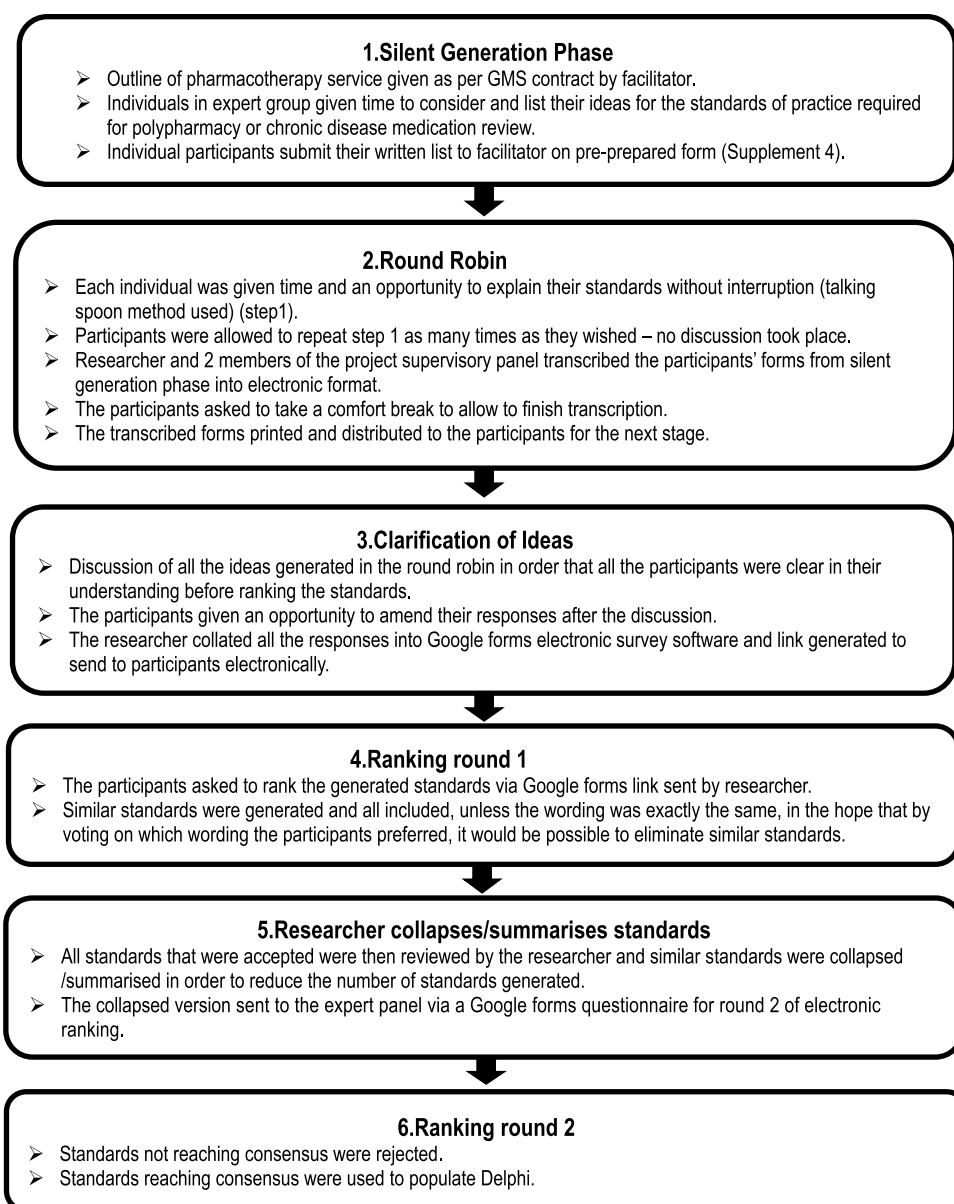 1.Silent Generation Phase
➢ Outline of pharmacotherapy service given as per GMS contract by facilitator.
➢ Individuals in expert group given time to consider and list their ideas for the standards of practice required
for polypharmacy or chronic disease medication review.
➢ Individual participants submit their written list to facilitator on pre-prepared form (Supplement 4).
2.Round Robin
➢ Each individual was given time and an opportunity to explain their standards without interruption (talking
spoon method used) (step1).
➢ Participants were allowed to repeat step 1 as many times as they wished – no discussion took place.
➢ Researcher and 2 members of the project supervisory panel transcribed the participants’ forms from silent
generation phase into electronic format.
➢ The participants asked to take a comfort break to allow to finish transcription.
➢ The transcribed forms printed and distributed to the participants for the next stage.
3.Clarification of Ideas
➢ Discussion of all the ideas generated in the round robin in order that all the participants were clear in their
understanding before ranking the standards.
➢ The participants given an opportunity to amend their responses after the discussion.
➢ The researcher collated all the responses into Google forms electronic survey software and link generated to
send to participants electronically.
4.Ranking round 1
➢ The participants asked to rank the generated standards via Google forms link sent by researcher.
➢ Similar standards were generated and all included, unless the wording was exactly the same, in the hope that by
voting on which wording the participants preferred, it would be possible to eliminate similar standards.
5.Researcher collapses/summarises standards
➢ All standards that were accepted were then reviewed by the researcher and similar standards were collapsed
/summarised in order to reduce the number of standards generated.
➢ The collapsed version sent to the expert panel via a Google forms questionnaire for round 2 of electronic
ranking.
6.Ranking round 2
➢ Standards not reaching consensus were rejected.
➢ Standards reaching consensus were used to populate Delphi.